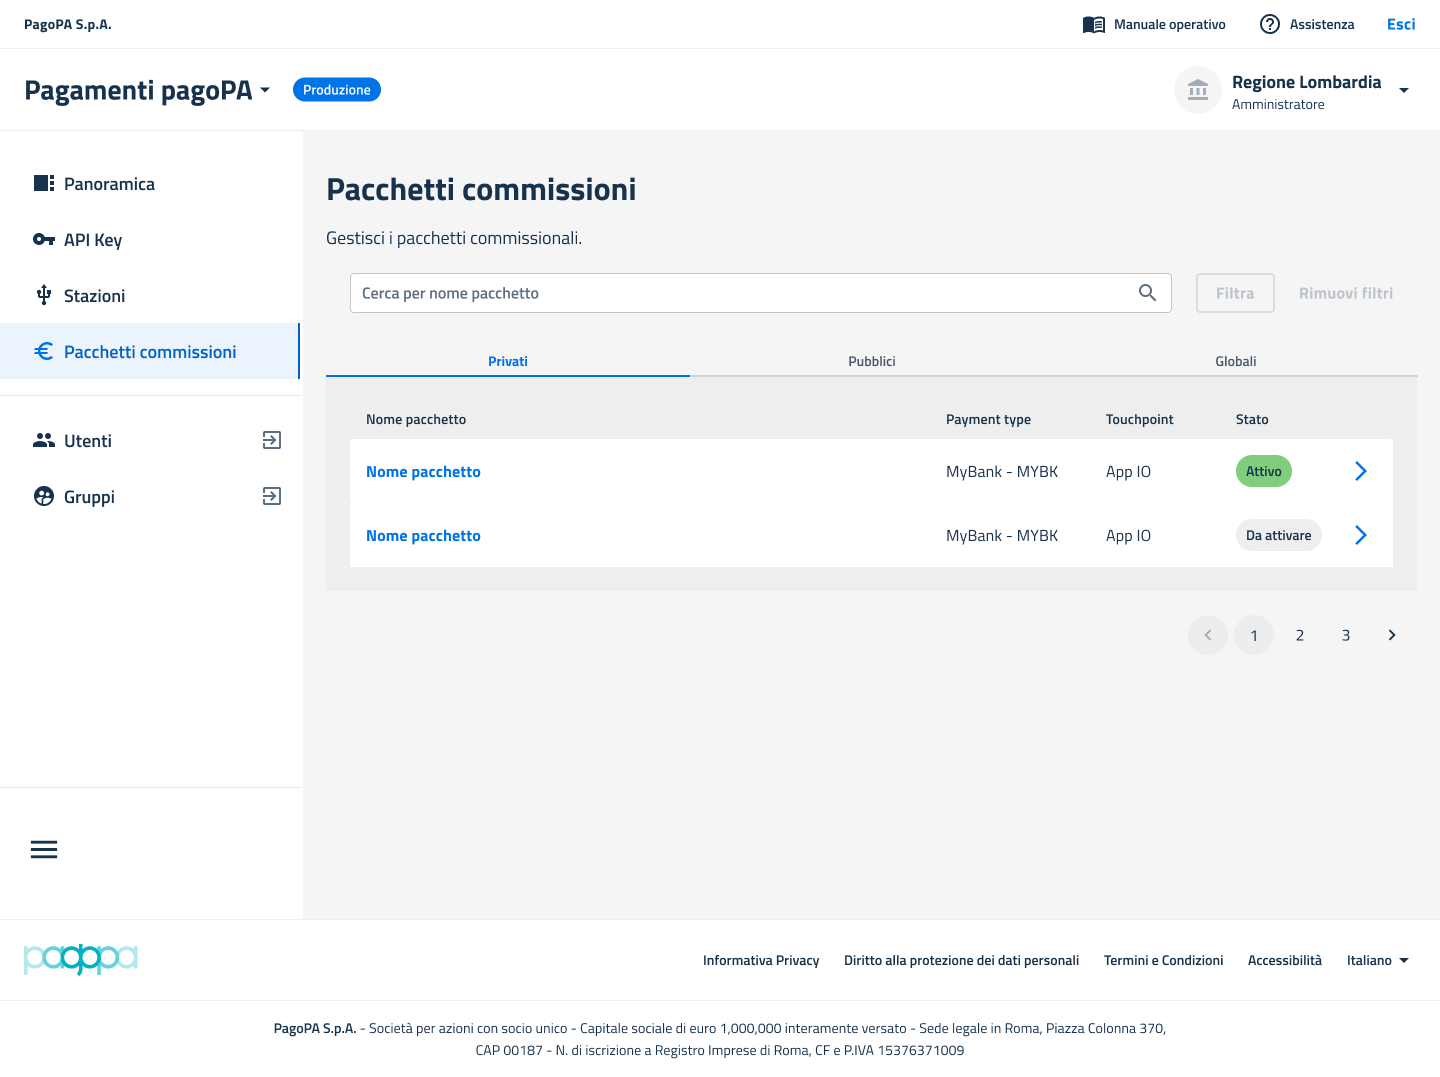 PagoPA S.p.A.
Manuale operativo
Assistenza
Esci
Pagamenti pagoPA
Produzione
Regione Lombardia
Amministratore
Panoramica
API Key
Stazioni
Pacchetti commissioni
Utenti
Gruppi
Pacchetti commissioni
Gestisci i pacchetti commissionali.
Cerca per nome pacchetto
Filtra
Rimuovi filtri
Privati
Pubblici
Globali
Nome pacchetto
Payment type
Touchpoint
Stato
Nome pacchetto
MyBank - MYBK
App IO
Attivo
Nome pacchetto
MyBank - MYBK
App IO
Da attivare
1
2
3
pagopa
Informativa Privacy
Diritto alla protezione dei dati personali
Termini e Condizioni
Accessibilità
Italiano
PagoPA S.p.A. - Società per azioni con socio unico - Capitale sociale di euro 1,000,000 interamente versato - Sede legale in Roma, Piazza Colonna 370,
CAP 00187 - N. di iscrizione a Registro Imprese di Roma, CF e P.IVA 15376371009